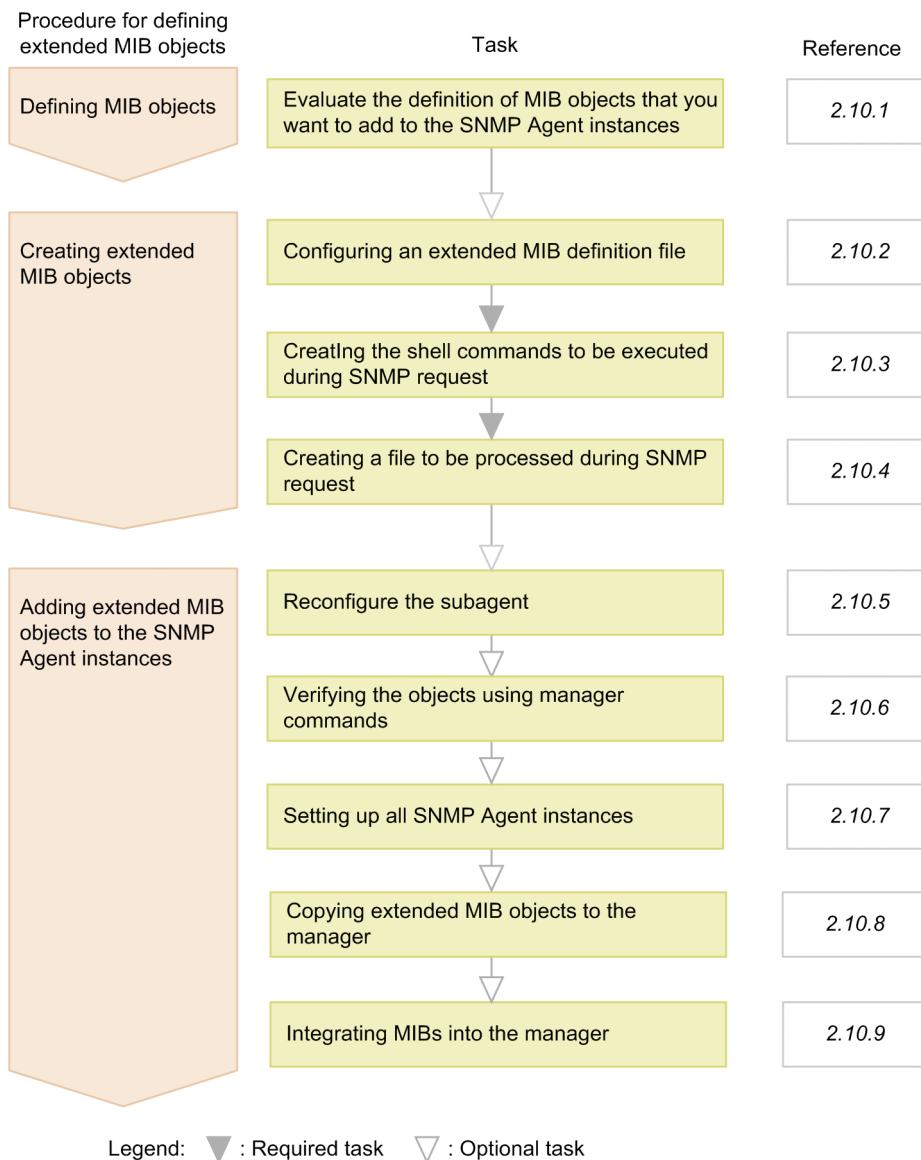 Procedure for defining
extended MIB objects
Task
Reference
Defining MIB objects
Evaluate the definition of MIB objects that you
want to add to the SNMP Agent instances
2.10.1
Creating extended
MIB objects
Configuring an extended MIB definition file
2.10.2
CreatIng the shell commands to be executed
during SNMP request
2.10.3
Creating a file to be processed during SNMP
request
2.10.4
Adding extended MIB
objects to the SNMP
Agent instances
Reconfigure the subagent
2.10.5
Verifying the objects using manager
commands
2.10.6
Setting up all SNMP Agent instances
2.10.7
Copying extended MIB objects to the
manager
2.10.8
Integrating MIBs into the manager
2.10.9
Legend: : Required task : Optional task